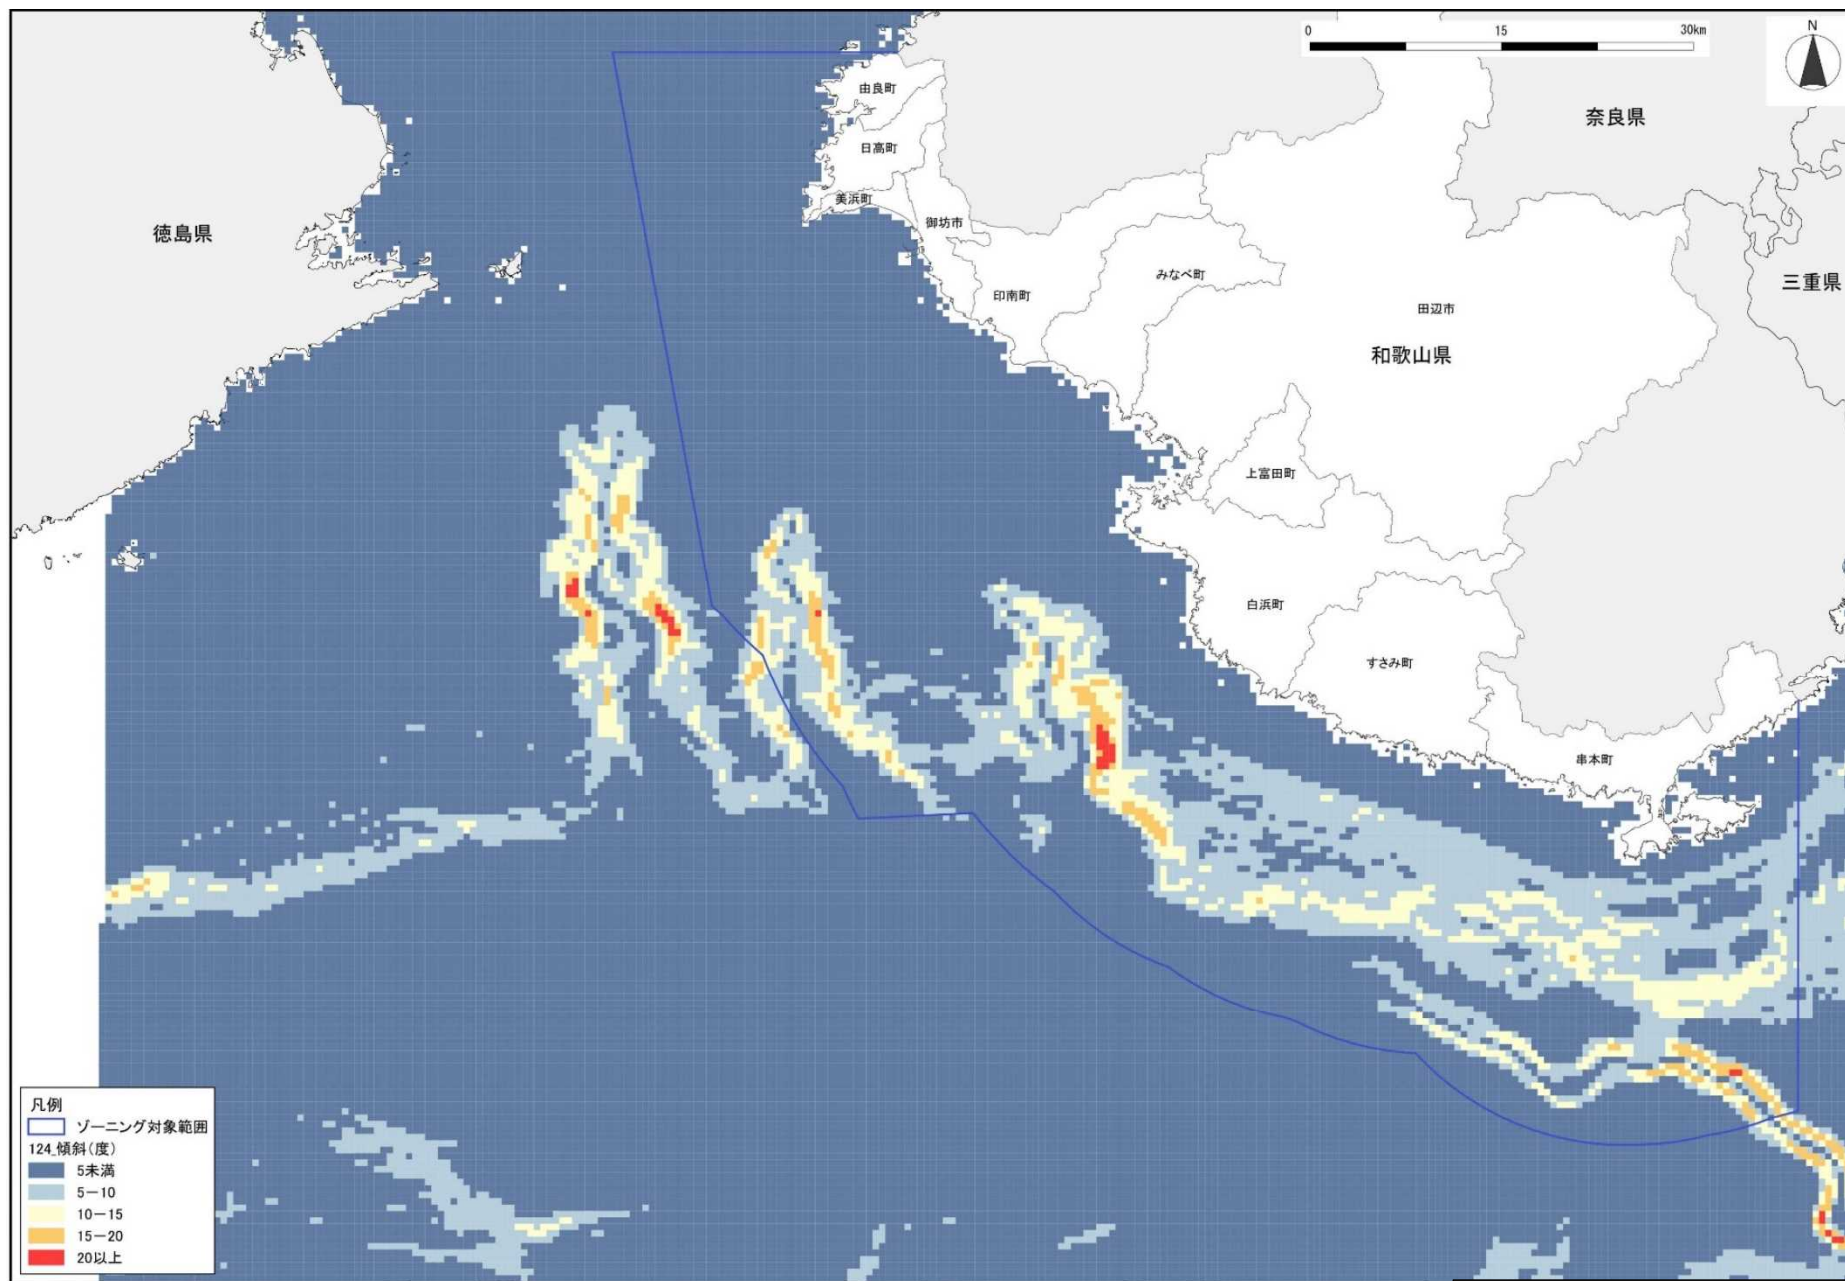 0 15 30km
N
由良町
奈良県
日高町
美浜町
御坊市
徳島県
みなべ町
三重県
印南町
田辺市
和歌山県
上富田町
白浜町
すさみ町
串本町
凡例
ゾーニング対象範囲
124_傾斜(度)
5未満
5-10
10-15
15-20
20以上